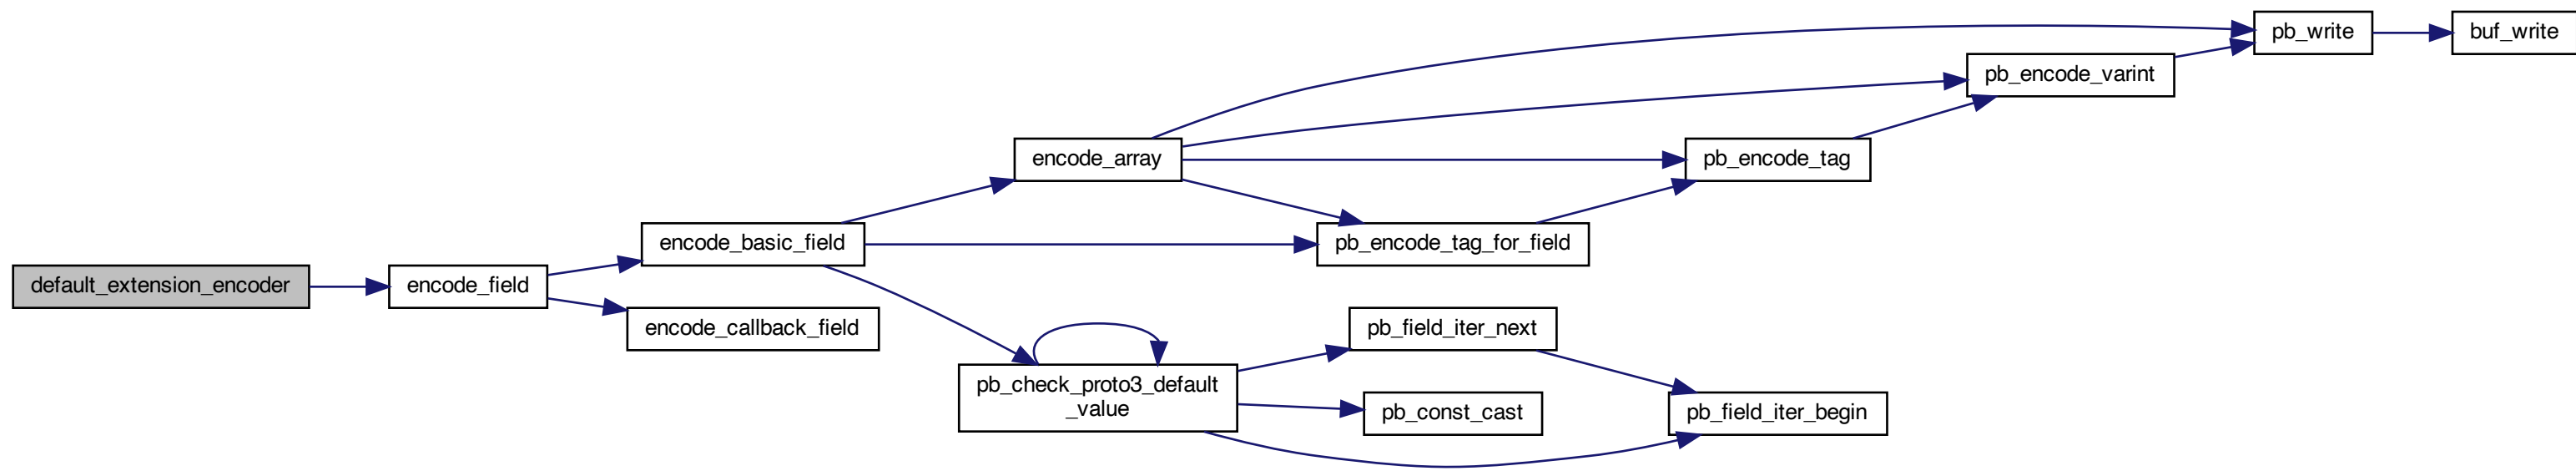 pb_write
buf_write
pb_encode_varint
encode_array
pb_encode_tag
encode_basic_field
pb_encode_tag_for_field
default_extension_encoder
encode_field
encode_callback_field
pb_field_iter_next
pb_check_proto3_default
_value
pb_const_cast
pb_field_iter_begin